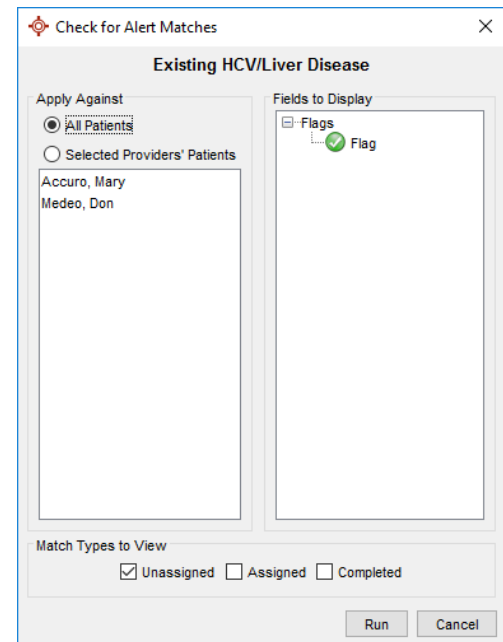 Check for Alert Matches
Existing HCV/Liver Disease
Apply Against
All Patients
Selected Providers' Patients
Accuro, Mary
Medeo, Don
Fields to Display
Flags
Flag
Match Types to View
Unassigned Assigned Completed
Run Cancel